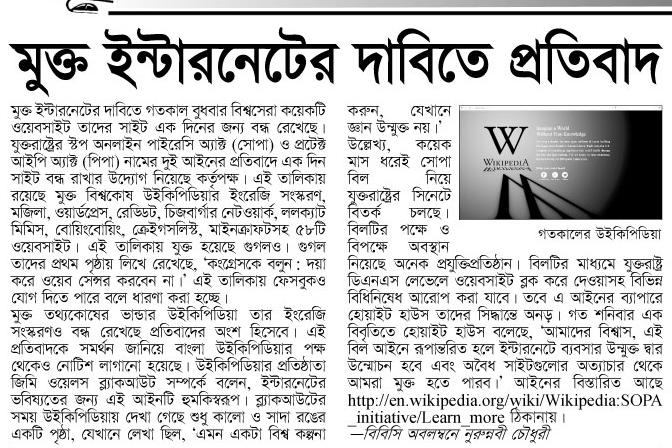 মুক্ত ইন্টারনেটের দাবিতে প্রতিবাদ
মুক্ত ইন্টারনেটের দাবিতে গতকাল বুধবার বিশ্বসেরা কয়েকটি
ওয়েবসাইট তাদের সাইট এক দিনের জন্য বন্ধ রেখেছে।
যুক্তরাষ্ট্রের স্টপ অনলাইন পাইরেসি অ্যাক্ট (সোপা) ও প্রটেক্ট
আইপি অ্যাক্ট (পিপা) নামের দুই আইনের প্রতিবাদে এক দিন
সাইট বন্ধ রাখার উদ্যোগ নিয়েছে কর্তৃপক্ষ। এই তালিকায়
রয়েছে মুক্ত বিশ্বকোষ উইকিপিডিয়ার ইংরেজি সংস্করণ,
মজিলা, ওয়ার্ডপ্রেস, রেডিডট, চিজবার্গার নেটওয়ার্ক, ললক্যাট
মিমিস, বোয়িংবোয়িং, ক্রেইগসলিস্ট, মাইনক্রাফটসহ ৫৮টি
ওয়েবসাইট। এই তালিকায় যুক্ত হয়েছে গুগলও। গুগল
তাদের প্রথম পৃষ্ঠায় লিখে রেখেছে, ‘কংগ্রেসকে বলুন : দয়া
করে ওয়েব সেন্সর করবেন না।’ এই তালিকায় ফেসবুকও
যোগ দিতে পারে বলে ধারণা করা হচ্ছে।
মুক্ত তথ্যকোষের ভান্ডার উইকিপিডিয়া তার ইংরেজি
সংস্করণও বন্ধ রেখেছে প্রতিবাদের অংশ হিসেবে। এই
প্রতিবাদকে সমর্থন জানিয়ে বাংলা উইকিপিডিয়ার পক্ষ
থেকেও নোটিশ লাগানো হয়েছে। উইকিপিডিয়ার প্রতিষ্ঠাতা
জিমি ওয়েলস ব্ল্যাকআউট সম্পর্কে বলেন, ইন্টারনেটের
ভবিষ্যতের জন্য এই আইনটি হুমকিস্বরূপ। ব্ল্যাকআউটের
সময় উইকিপিডিয়ায় দেখা গেছে শুধু কালো ও সাদা রঙের
একটি পৃষ্ঠা, যেখানে লেখা ছিল, ‘এমন একটা বিশ্ব কল্পনা
করুন, যেখানে
জ্ঞান উন্মুক্ত নয়।’
উল্লেখ্য, কয়েক
মাস ধরেই সোপা
বিল নিয়ে
যুক্তরাষ্ট্রের সিনেটে
বিতর্ক চলছে।
বিলটির পক্ষে ও
বিপক্ষে অবস্থান
নিয়েছে অনেক প্রযুক্তিপ্রতিষ্ঠান। বিলটির মাধ্যমে যুক্তরাষ্ট্র
ডিএনএস লেভেলে ওয়েবসাইট ব্লক করে দেওয়াসহ বিভিন্ন
বিধিনিষেধ আরোপ করা যাবে। তবে এ আইনের ব্যাপারে
হোয়াইট হাউস তাদের সিদ্ধান্তে অনড়। গত শনিবার এক
বিবৃতিতে হোয়াইট হাউস বলেছে, ‘আমাদের বিশ্বাস, এই
বিল আইনে রূপান্তরিত হলে ইন্টারনেটে ব্যবসার উন্মুক্ত দ্বার
উন্মোচন হবে এবং অবৈধ সাইটগুলোর অত্যাচার থেকে
আমরা মুক্ত হতে পারব।’ আইনের বিস্তারিত আছে
http://en.wikipedia.org/wiki/Wikipedia:SOPA
_initiative/Learn_more ঠিকানায়।
—বিবিসি অবলম্বনে নুরুন্নবী চৌধুরী
W
WIKIPEDIA
Imagine a World
Without Free Knowledge
গতকালের উইকিপিডিয়া